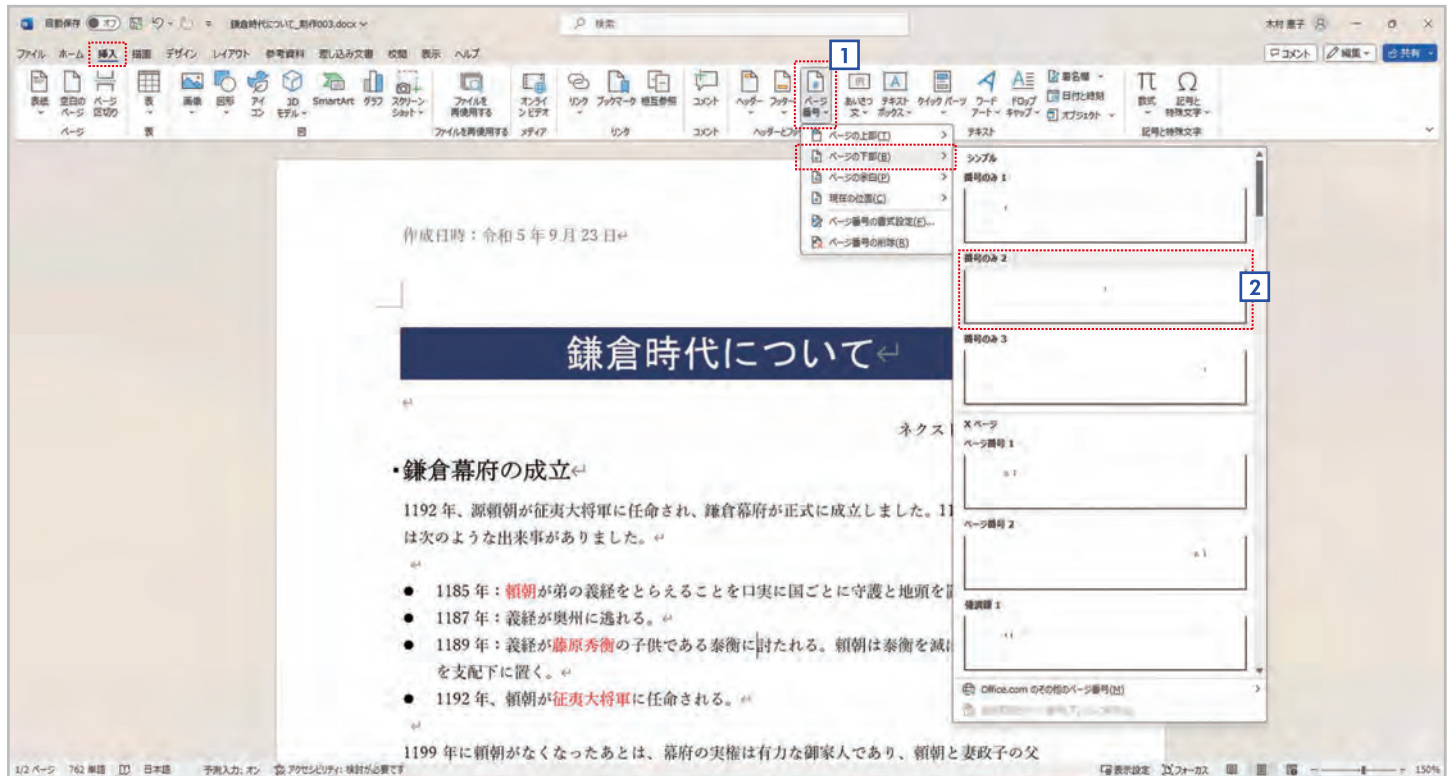 自動保存 オフ 鎌倉時代について_制作003.docx 検索 木村 恵子
ファイル ホーム 挿入 描画 デザイン レイアウト 参考資料 差し込み文書 校閲 表示 ヘルプ コメント 編集 共有
1
表紙 空白のページ ページ区切り 表 画像 図形 アイコン 3Dモデル SmartArt グラフ スクリーンショット ファイルを再使用する オンラインビデオ リンク ブックマーク 相互参照 コメント ヘッダー フッター ページ番号 あいさつ文 テキストボックス クイック パーツ ワードアート ドロップキャップ 署名欄 日付と時刻 オブジェクト 数式 記号と特殊文字
ページ 表 図 ファイルを再使用する メディア リンク コメント ヘッダーとフッ テキスト 記号と特殊文字
ページの上部(T)
ページの下部(B)
ページの余白(P)
現在の位置(C)
ページ番号の書式設定(F)...
ページ番号の削除(R)
シンプル
番号のみ 1
番号のみ 2
2
番号のみ 3
X ページ
ページ番号 1
ページ番号 2
強調線 1
Office.com のその他のページ番号(M)
作成日時：令和 5 年 9 月 23 日
鎌倉時代について
ネクスト
鎌倉幕府の成立
1192 年、源頼朝が征夷大将軍に任命され、鎌倉幕府が正式に成立しました。11
は次のような出来事がありました。
● 1185 年：頼朝が弟の義経をとらえることを口実に国ごとに守護と地頭を
● 1187 年：義経が奥州に逃れる。
● 1189 年：義経が藤原秀衡の子供である泰衡に討たれる。頼朝は泰衡を滅
を支配下に置く。
● 1192 年、頼朝が征夷大将軍に任命される。
1199 年に頼朝がなくなったあとは、幕府の実権は有力な御家人であり、頼朝と妻政子の父
1/2 ページ 762 単語 日本語 予測入力: オン アクセシビリティ: 検討が必要です 表示設定 フォーカス 150%